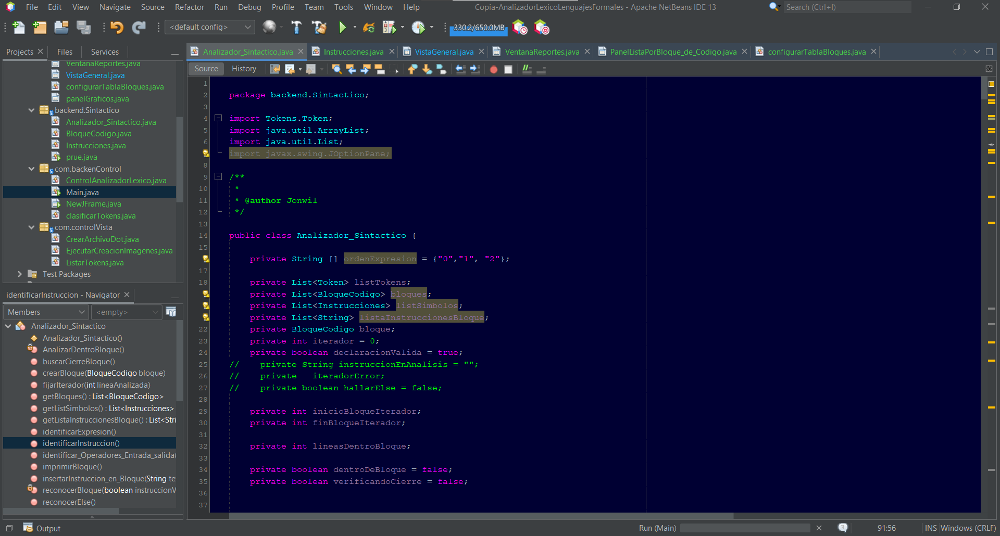 File Edit View Navigate Source Refactor Run Debug Profile Team Tools Window Help
Copia-AnalizadorLexicoLenguajesFormales - Apache NetBeans IDE 13
Search (Ctrl+I)
<default config>
330.2/650.0MB
Projects Files Services
VentanaReportes.java
VistaGeneral.java
configurarTablaBloques.java
panelGraficos.java
backend.Sintactico
Analizador_Sintactico.java
BloqueCodigo.java
Instrucciones.java
prue.java
com.backenControl
ControlAnalizadorLexico.java
Main.java
NewJFrame.java
clasificarTokens.java
com.controlVista
CrearArchivoDot.java
EjecutarCreacionImagenes.java
ListarTokens.java
Test Packages
identificarInstruccion - Navigator
Members <empty>
Analizador_Sintactico
Analizador_Sintactico()
AnalizarDentroBloque()
buscarCierreBloque()
crearBloque(BloqueCodigo bloque)
fijarIterador(int lineaAnalizada)
getBloques() : List<BloqueCodigo>
getListSimbolos() : List<Instrucciones>
getListaInstruccionesBloque() : List<Stri
identificarExpresion()
identificarInstruccion()
identificar_Operadores_Entrada_salida(
imprimirBloque()
insertarInstruccion_en_Bloque(String te
reconocerBloque(boolean instruccionV
reconocerElse()
Analizador_Sintactico.java Instrucciones.java VistaGeneral.java VentanaReportes.java PanelListaPorBloque_de_Codigo.java configurarTablaBloques.java
Source History
1
2 package backend.Sintactico;
3
4 import Tokens.Token;
5 import java.util.ArrayList;
6 import java.util.List;
import javax.swing.JOptionPane;
8
9 /**
10 *
11 * @author Jonwil
12 */
13
14 public class Analizador_Sintactico {
15
private String [] ordenExpresion = {"0","1", "2"};
17
18 private List<Token> listTokens;
private List<BloqueCodigo> bloques;
private List<Instrucciones> listSimbolos;
private List<String> listaInstruccionesBloque;
22 private BloqueCodigo bloque;
23 private int iterador = 0;
24 private boolean declaracionValida = true;
25 // private String instruccionEnAnalisis = "";
26 // private iteradorError;
27 // private boolean hallarElse = false;
28
29 private int inicioBloqueIterador;
30 private int finBloqueIterador;
31
32 private int lineasDentroBloque;
33
34 private boolean dentroDeBloque = false;
35 private boolean verificandoCierre = false;
36
37
Output
Run (Main)
91:56
INS
Windows (CRLF)